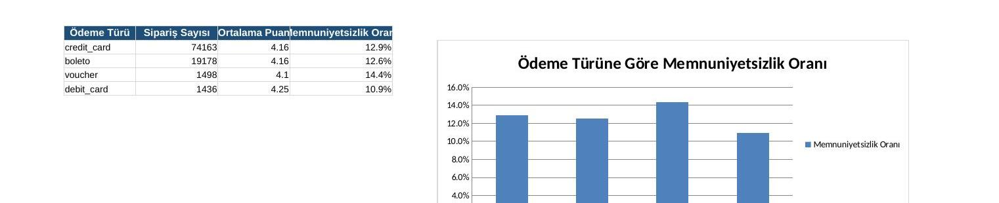 Ödeme Türü Sipariş Sayısı Ortalama Puan Memnuniyetsizlik Oran
credit_card 74163 4.16 12.9%
boleto 19178 4.16 12.6%
voucher 1498 4.1 14.4%
debit_card 1436 4.25 10.9%
Ödeme Türüne Göre Memnuniyetsizlik Oranı
16.0%
14.0%
12.0%
10.0%
8.0%
6.0%
4.0%
Memnuniyetsizlik Oranı